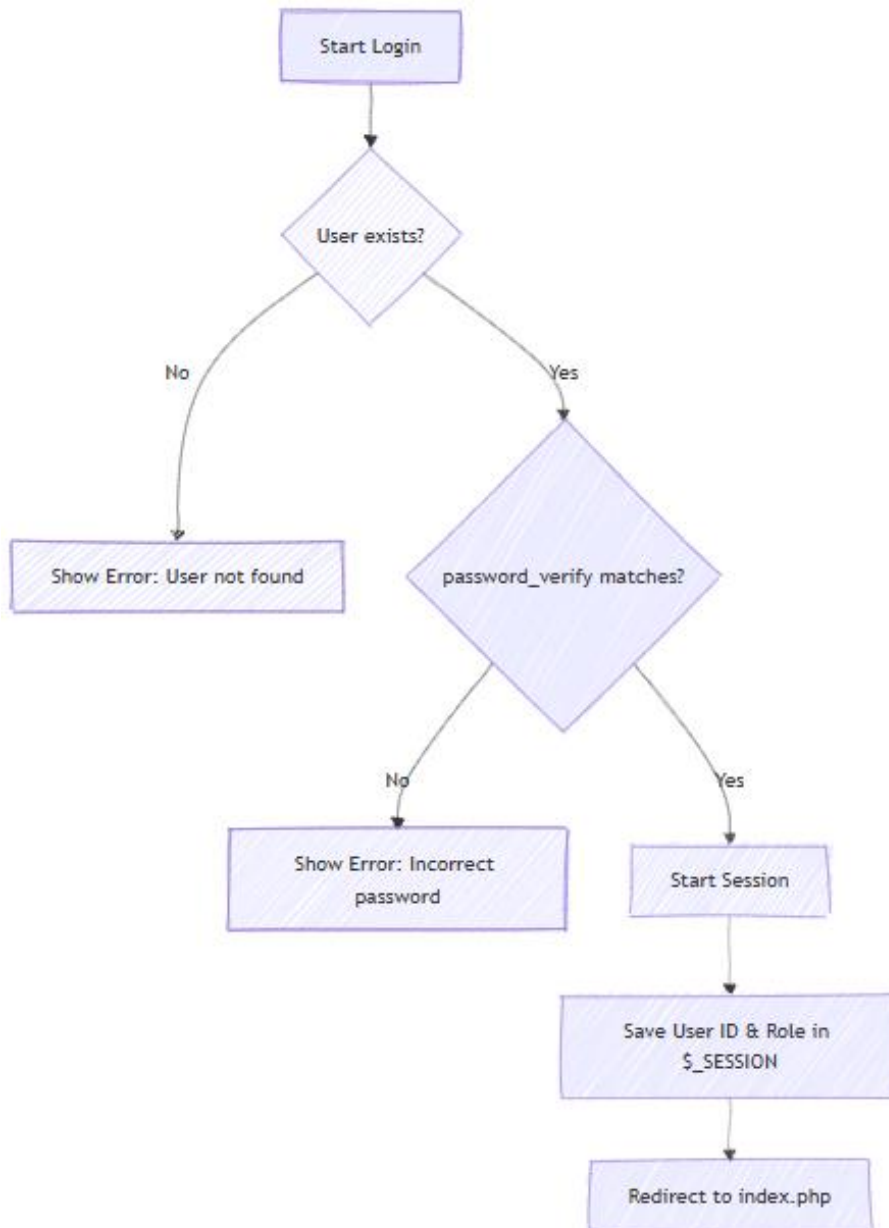 Start Login
User exists?
No
Yes
Show Error: User not found
password_verify matches?
No
Yes
Show Error: Incorrect
password
Start Session
Save User ID & Role in
$_SESSION
Redirect to index.php